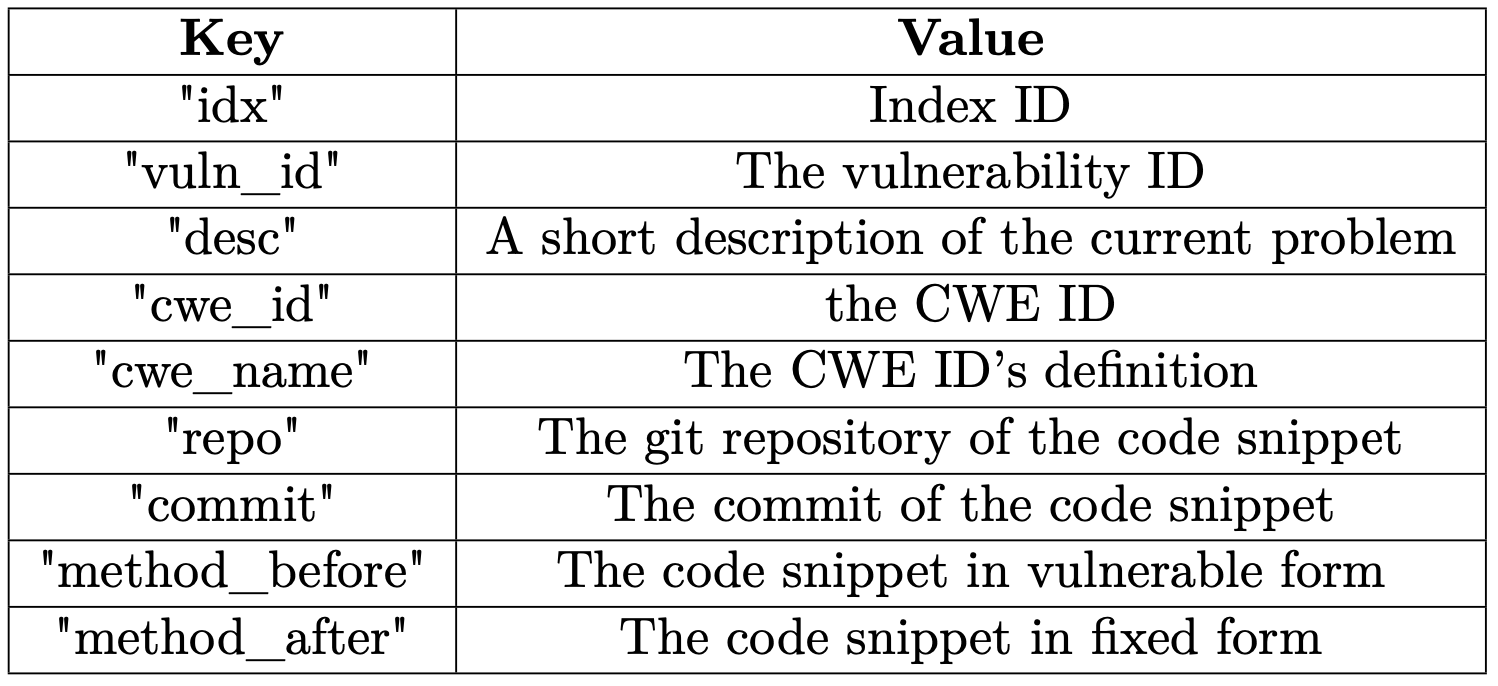 Key Value
"idx" Index ID
"vuln_id" The vulnerability ID
"desc" A short description of the current problem
"cwe_id" the CWE ID
"cwe_name" The CWE ID’s definition
"repo" The git repository of the code snippet
"commit" The commit of the code snippet
"method_before" The code snippet in vulnerable form
"method_after" The code snippet in fixed form